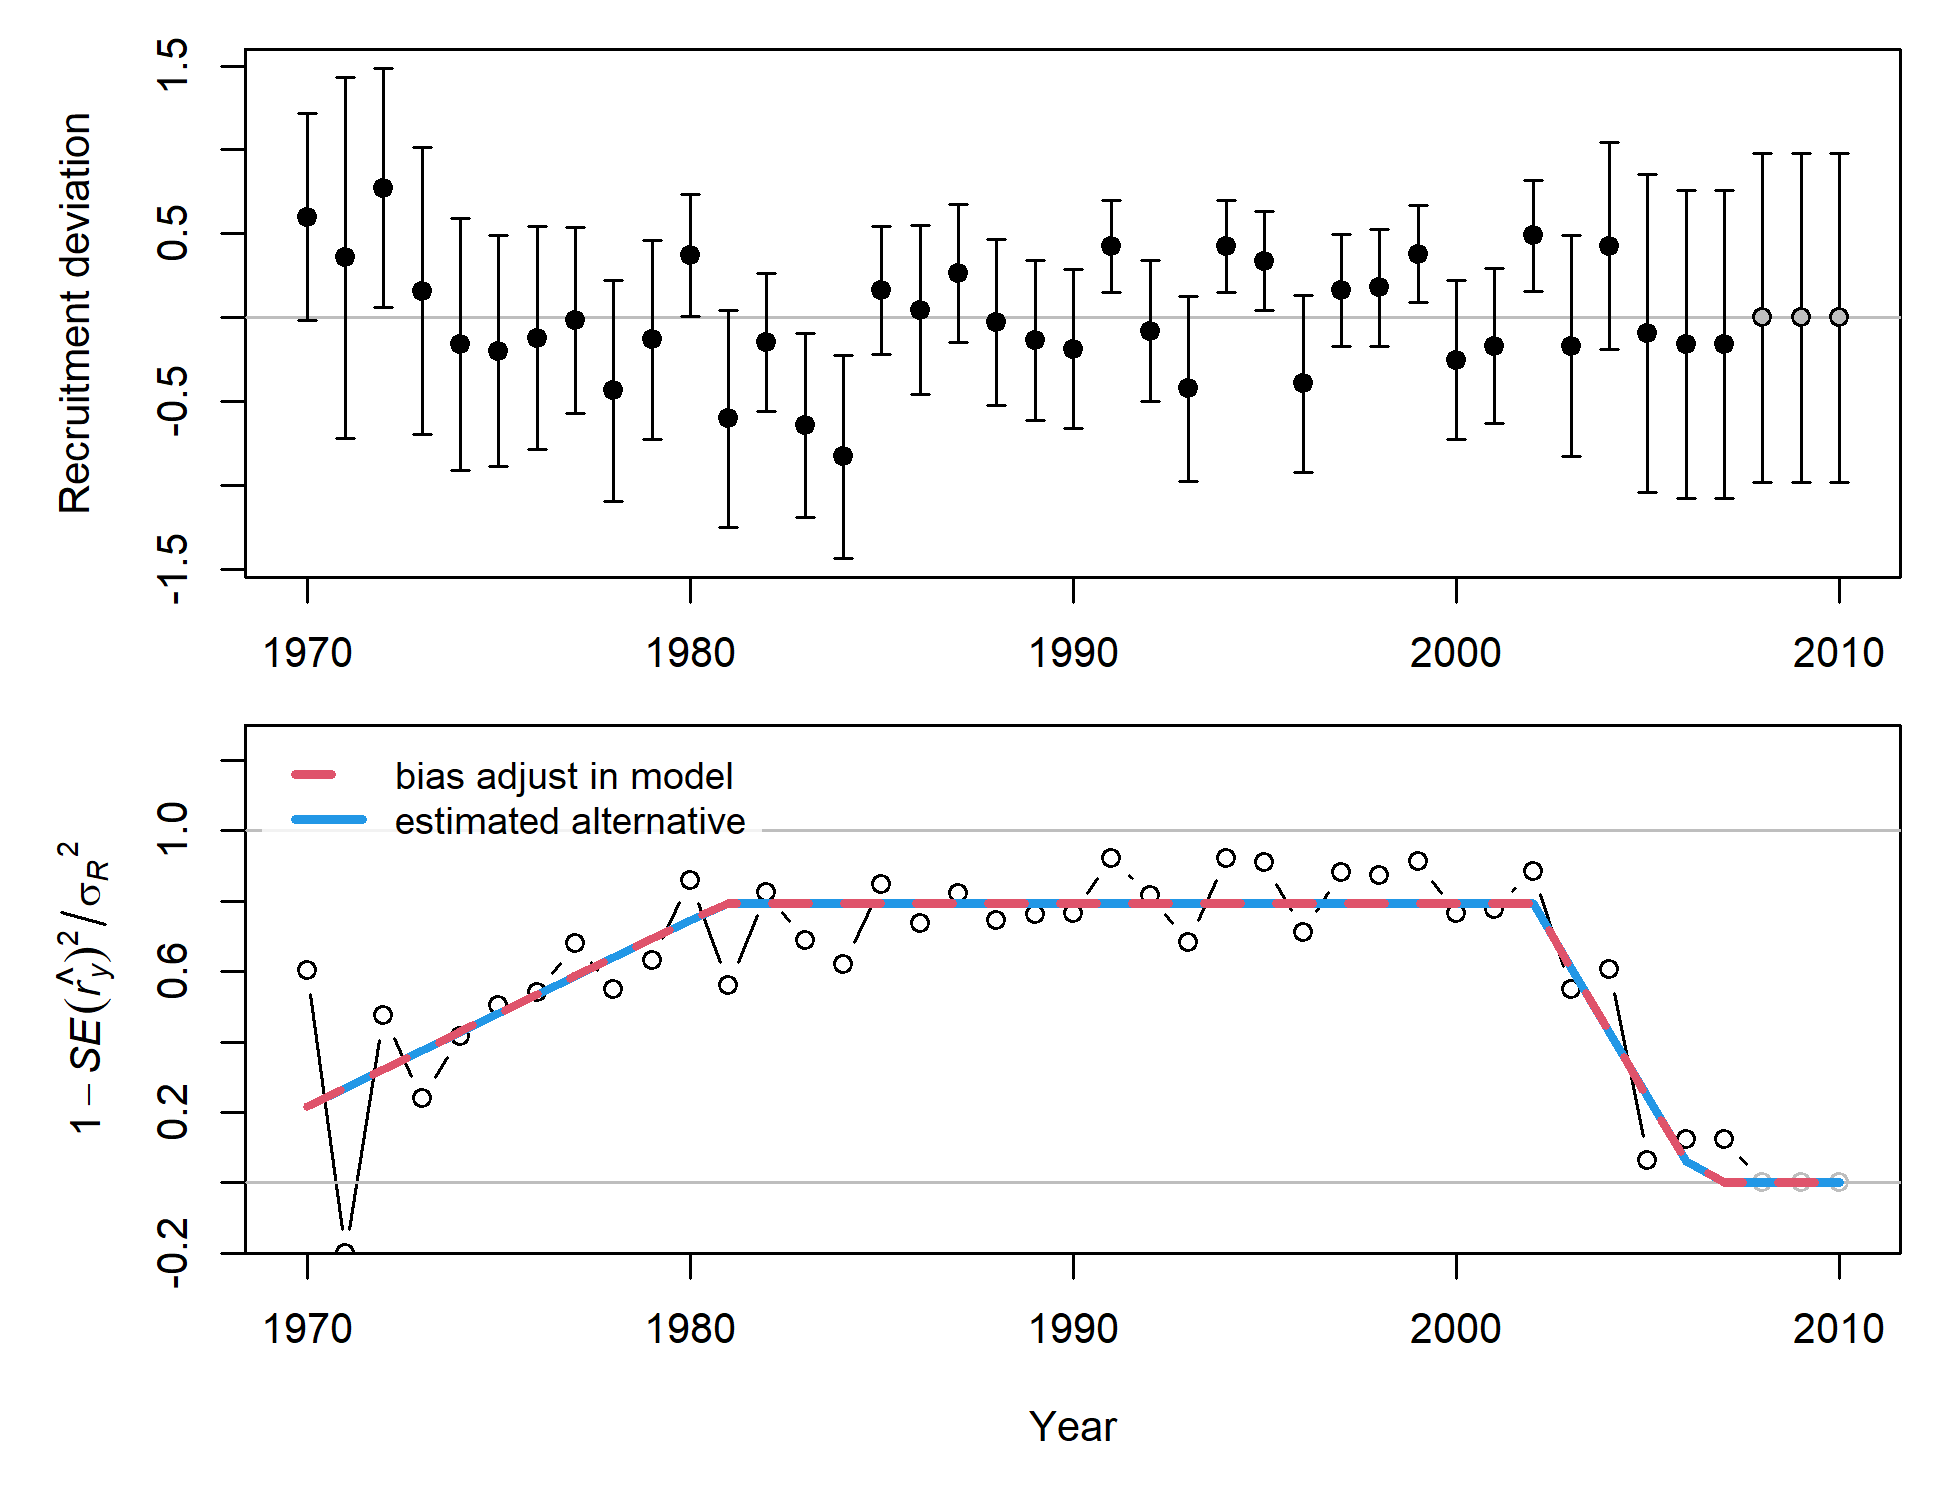 Recruitment deviation
1.5
0.5
-0.5
-1.5
1970 1980 1990 2000 2010
bias adjust in model
estimated alternative
1 − SE(r̂y)² / σR²
1.0
0.6
0.2
-0.2
1970 1980 1990 2000 2010
Year